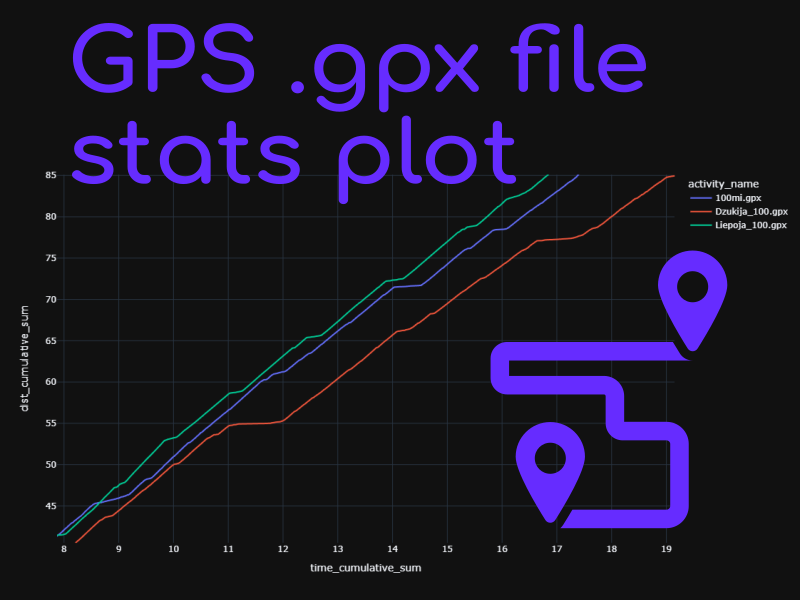 GPS .gpx file
stats plot
activity_name
100mi.gpx
Dzukija_100.gpx
Liepoja_100.gpx
dist_cumulative_sum
85
80
75
70
65
60
55
50
45
8 9 10 11 12 13 14 15 16 17 18 19
time_cumulative_sum